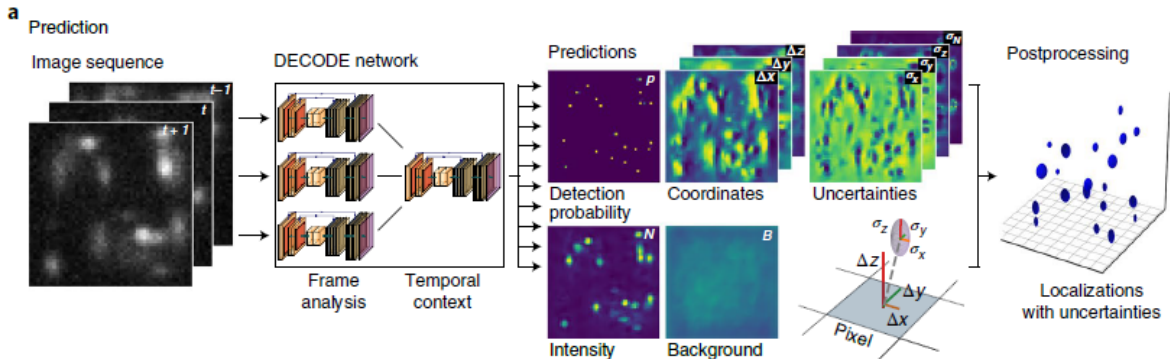 a
Prediction
Image sequence
t–1
t
t + 1
DECODE network
Frame
analysis
Temporal
context
Predictions
p
Detection
probability
Δz
Δy
Δx
Coordinates
σN
σz
σy
σx
Uncertainties
N
Intensity
B
Background
σz
σy
σx
Δz
Δy
Δx
Pixel
Postprocessing
Localizations
with uncertainties